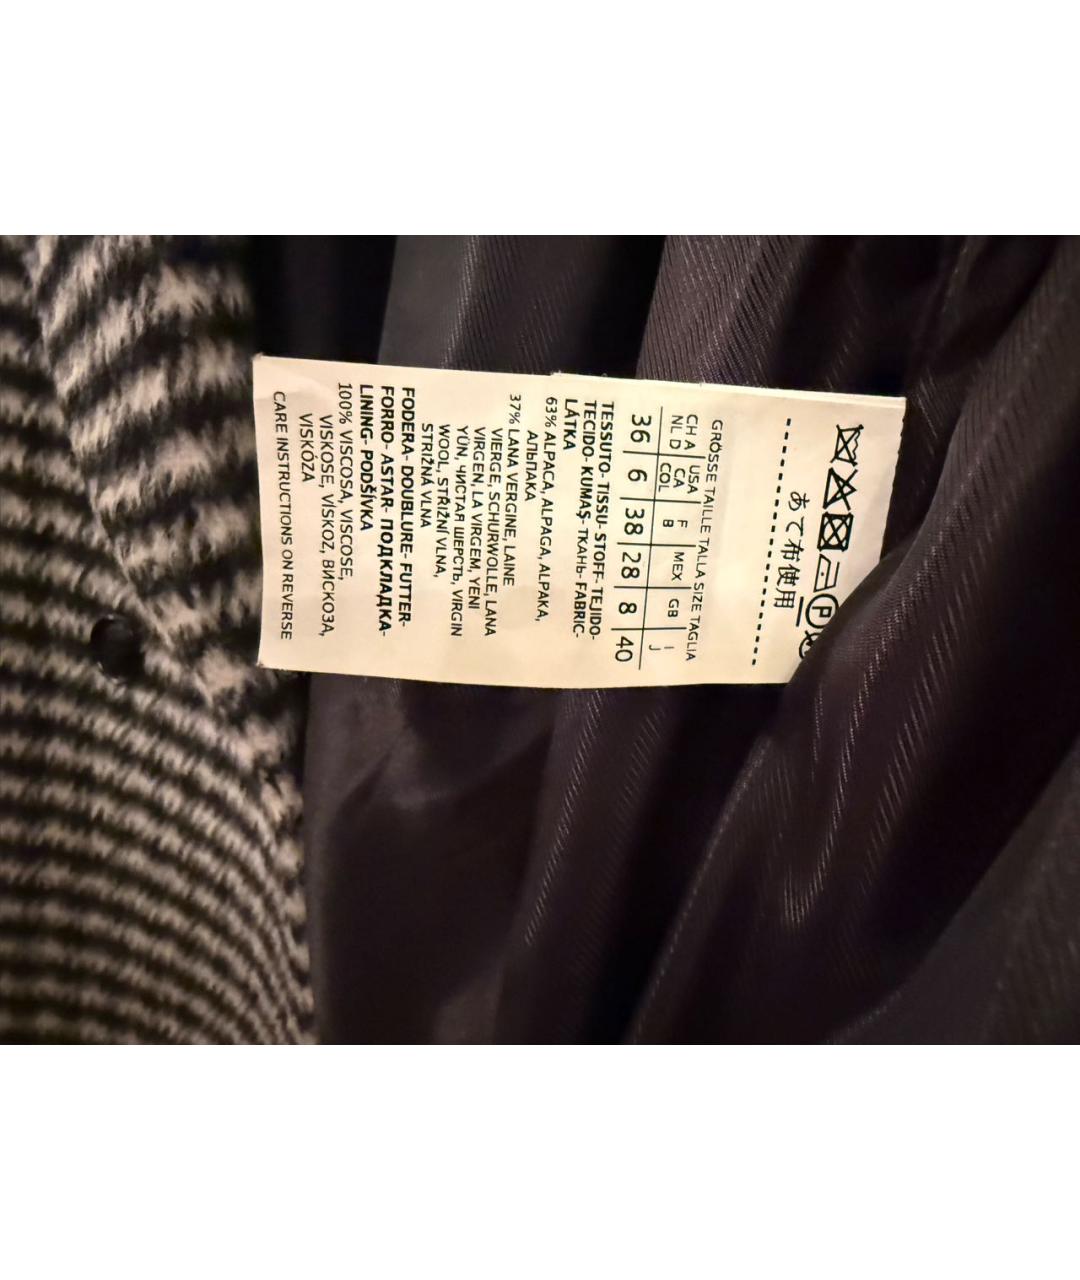 あて布使用
GRÖSSE TAILLE TALLA SIZE TAGLIA
CH A USA F MEX GB I
NL D CA COL B J
36 6 38 28 8 40
TESSUTO- TISSU- STOFF- TEJIDO-
TECIDO- KUMAŞ- ТКАНЬ- FABRIC-
LÁTKA
63% ALPACA, ALPAGA, ALPAKA,
АЛЬПАКА
37% LANA VERGINE, LAINE
VIERGE, SCHURWOLLE, LANA
VIRGEN, LA VIRGEM, YENI
YÜN, ЧИСТАЯ ШЕРСТЬ, VIRGIN
WOOL, STŘIŽNÍ VLNA,
STRIŽNÁ VLNA
FODERA- DOUBLURE- FUTTER-
FORRO- ASTAR- ПОДКЛАДКА-
LINING- PODŠÍVKA
100% VISCOSA, VISCOSE,
VISKOSE, VİSKOZ, ВИСКОЗА,
VISKÓZA
CARE INSTRUCTIONS ON REVERSE